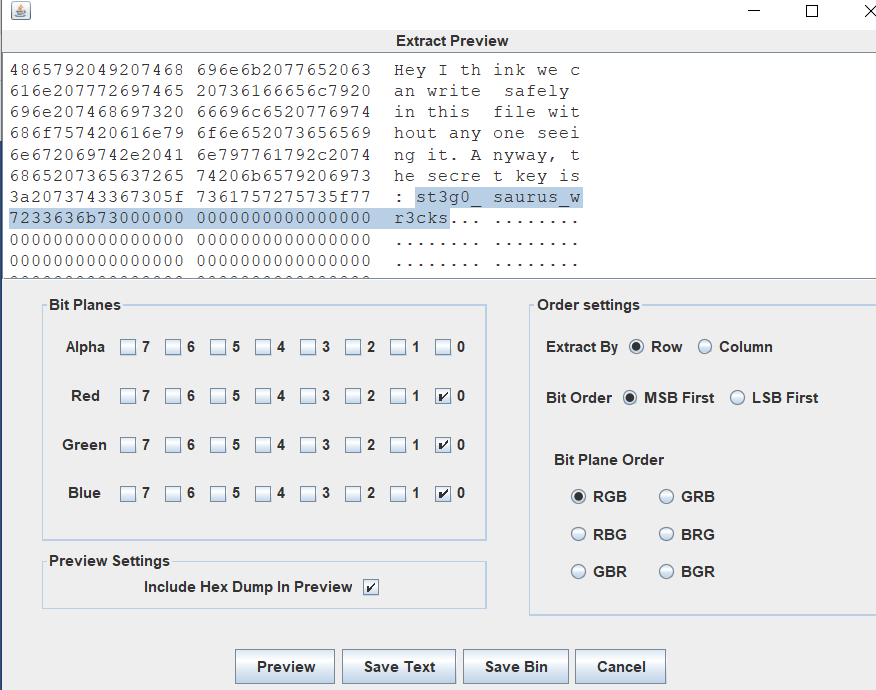 Extract Preview
4865792049207468 696e6b2077652063 Hey I th ink we c
616e207772697465 20736166656c7920 an write  safely 
696e207468697320 66696c6520776974 in this  file wit
686f757420616e79 6f6e652073656569 hout any one seei
6e672069742e2041 6e797761792c2074 ng it. A nyway, t
6865207365637265 74206b6579206973 he secre t key is
3a2073743367305f 7361757275735f77 : st3g0_ saurus_w
7233636b73000000 0000000000000000 r3cks... ........
0000000000000000 0000000000000000 ........ ........
0000000000000000 0000000000000000 ........ ........
Bit Planes
Alpha 7 6 5 4 3 2 1 0
Red 7 6 5 4 3 2 1 0
Green 7 6 5 4 3 2 1 0
Blue 7 6 5 4 3 2 1 0
Preview Settings
Include Hex Dump In Preview
Order settings
Extract By Row Column
Bit Order MSB First LSB First
Bit Plane Order
RGB GRB
RBG BRG
GBR BGR
Preview Save Text Save Bin Cancel